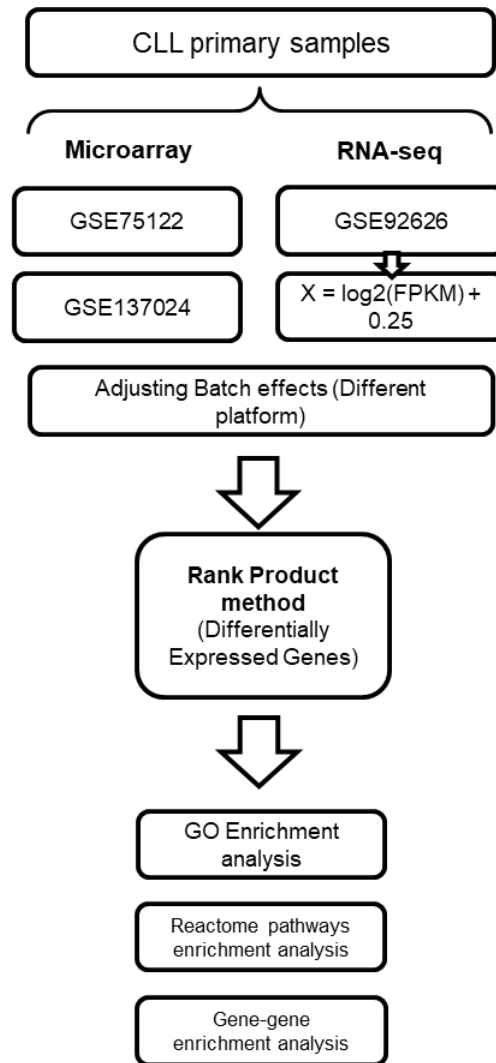 CLL primary samples
Microarray
RNA-seq
GSE75122
GSE92626
GSE137024
X = log2(FPKM) +
0.25
Adjusting Batch effects (Different
platform)
Rank Product
method
(Differentially
Expressed Genes)
GO Enrichment
analysis
Reactome pathways
enrichment analysis
Gene-gene
enrichment analysis